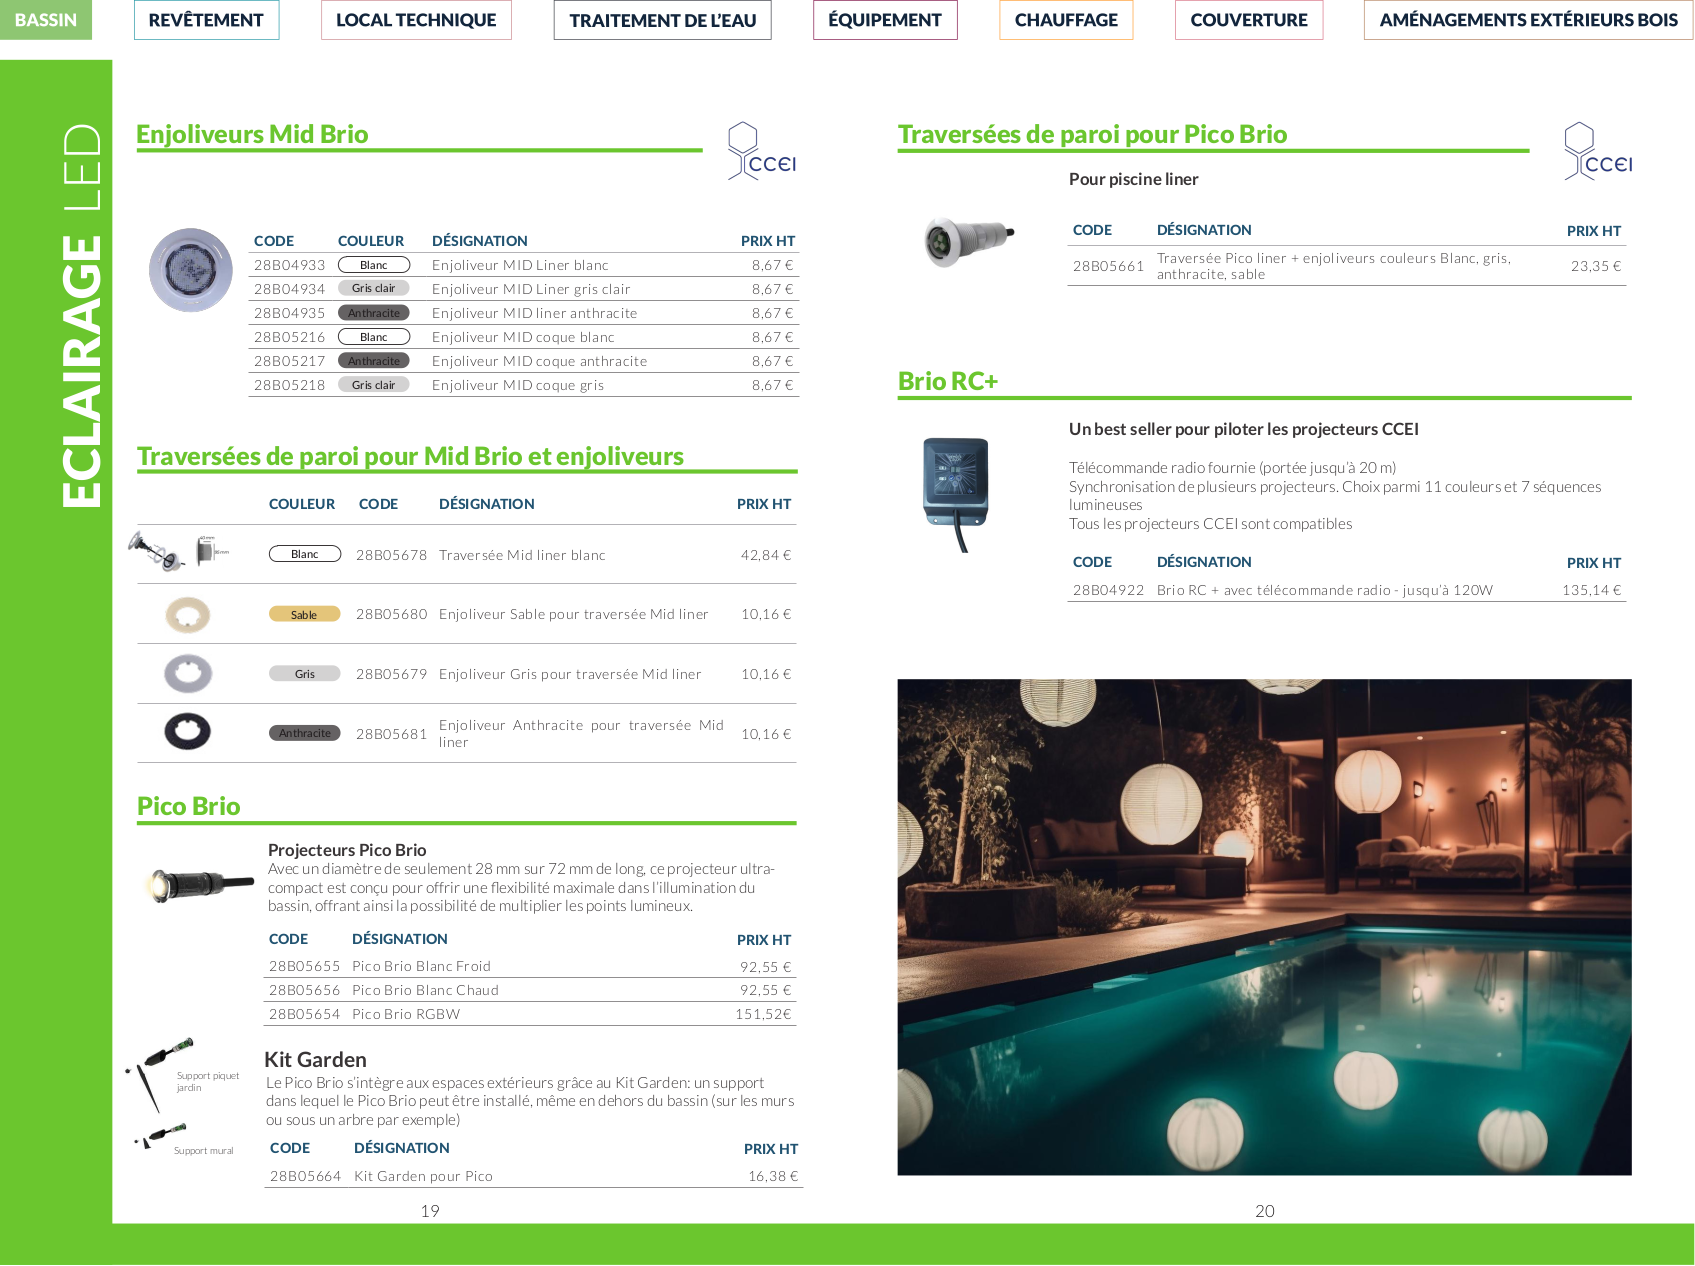 BASSIN
REVÊTEMENT
LOCAL TECHNIQUE
TRAITEMENT DE L'EAU
ÉQUIPEMENT
CHAUFFAGE
COUVERTURE
AMÉNAGEMENTS EXTÉRIEURS BOIS
ECLAIRAGE LED
Enjoliveurs Mid Brio
CCEI
CODE COULEUR DÉSIGNATION PRIX HT
28B04933 Blanc Enjoliveur MID Liner blanc 8,67 €
28B04934 Gris clair Enjoliveur MID Liner gris clair 8,67 €
28B04935 Anthracite Enjoliveur MID liner anthracite 8,67 €
28B05216 Blanc Enjoliveur MID coque blanc 8,67 €
28B05217 Anthracite Enjoliveur MID coque anthracite 8,67 €
28B05218 Gris clair Enjoliveur MID coque gris 8,67 €
Traversées de paroi pour Mid Brio et enjoliveurs
COULEUR CODE DÉSIGNATION PRIX HT
Blanc 28B05678 Traversée Mid liner blanc 42,84 €
Sable 28B05680 Enjoliveur Sable pour traversée Mid liner 10,16 €
Gris 28B05679 Enjoliveur Gris pour traversée Mid liner 10,16 €
Anthracite 28B05681 Enjoliveur Anthracite pour traversée Mid
liner 10,16 €
Pico Brio
Projecteurs Pico Brio
Avec un diamètre de seulement 28 mm sur 72 mm de long, ce projecteur ultra-
compact est conçu pour offrir une flexibilité maximale dans l'illumination du
bassin, offrant ainsi la possibilité de multiplier les points lumineux.
CODE DÉSIGNATION PRIX HT
28B05655 Pico Brio Blanc Froid 92,55 €
28B05656 Pico Brio Blanc Chaud 92,55 €
28B05654 Pico Brio RGBW 151,52€
Support piquet
jardin
Support mural
Kit Garden
Le Pico Brio s'intègre aux espaces extérieurs grâce au Kit Garden: un support
dans lequel le Pico Brio peut être installé, même en dehors du bassin (sur les murs
ou sous un arbre par exemple)
CODE DÉSIGNATION PRIX HT
28B05664 Kit Garden pour Pico 16,38 €
19
Traversées de paroi pour Pico Brio
CCEI
Pour piscine liner
CODE DÉSIGNATION PRIX HT
28B05661 Traversée Pico liner + enjoliveurs couleurs Blanc, gris,
anthracite, sable 23,35 €
Brio RC+
Un best seller pour piloter les projecteurs CCEI
Télécommande radio fournie (portée jusqu'à 20 m)
Synchronisation de plusieurs projecteurs. Choix parmi 11 couleurs et 7 séquences
lumineuses
Tous les projecteurs CCEI sont compatibles
CODE DÉSIGNATION PRIX HT
28B04922 Brio RC + avec télécommande radio - jusqu'à 120W 135,14 €
20